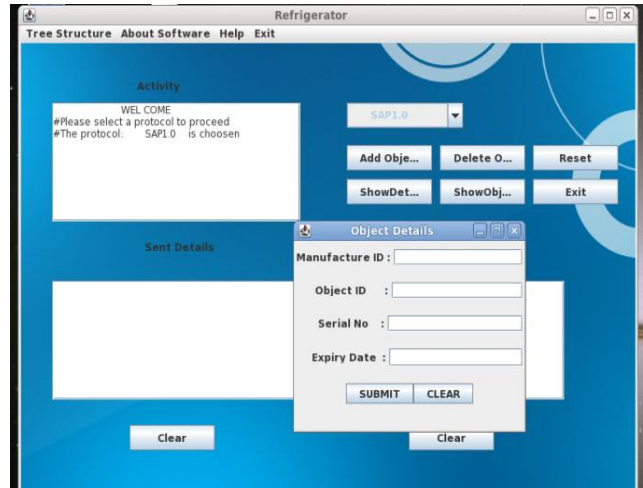 Refrigerator
Tree Structure About Software Help Exit
Activity
WEL COME
#Please select a protocol to proceed
#The protocol: SAP1.0 is choosen
SAP1.0
Add Obje... Delete O... Reset
ShowDet... ShowObj... Exit
Sent Details
Object Details
Manufacture ID :
Object ID :
Serial No :
Expiry Date :
SUBMIT CLEAR
Clear Clear